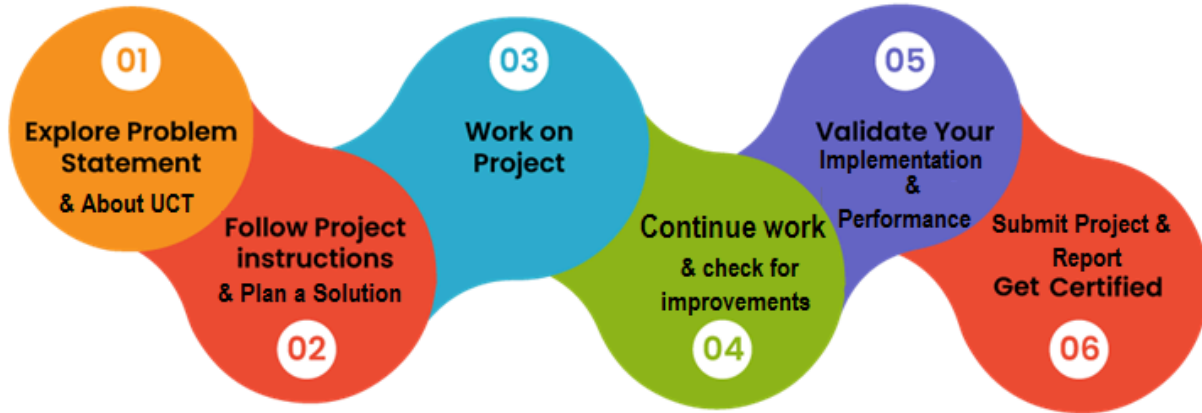 01
Explore Problem
Statement
& About UCT
Follow Project
instructions
& Plan a Solution
02
03
Work on
Project
Continue work
& check for
improvements
04
05
Validate Your
Implementation
&
Performance
Submit Project &
Report
Get Certified
06